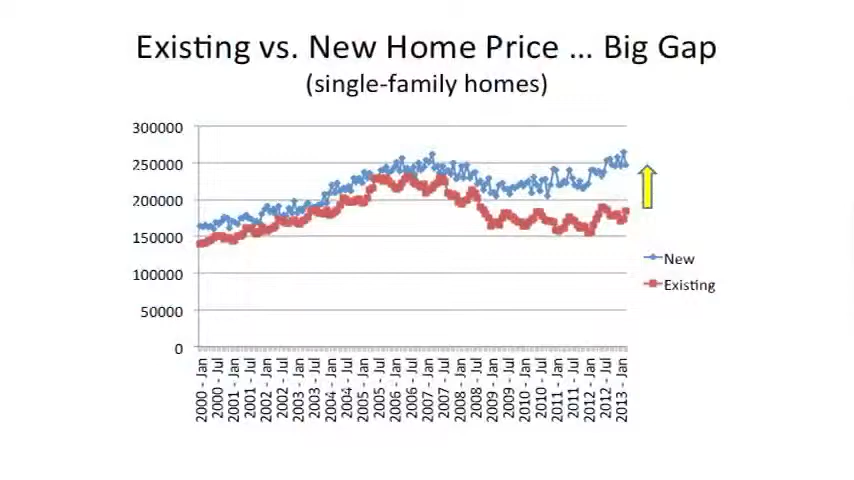 Existing vs. New Home Price ... Big Gap
(single-family homes)
300000
250000
200000
150000
100000
50000
0
New
Existing
2000 - Jan
2000 - Jul
2001 - Jan
2001 - Jul
2002 - Jan
2002 - Jul
2003 - Jan
2003 - Jul
2004 - Jan
2004 - Jul
2005 - Jan
2005 - Jul
2006 - Jan
2006 - Jul
2007 - Jan
2007 - Jul
2008 - Jan
2008 - Jul
2009 - Jan
2009 - Jul
2010 - Jan
2010 - Jul
2011 - Jan
2011 - Jul
2012 - Jan
2012 - Jul
2013 - Jan